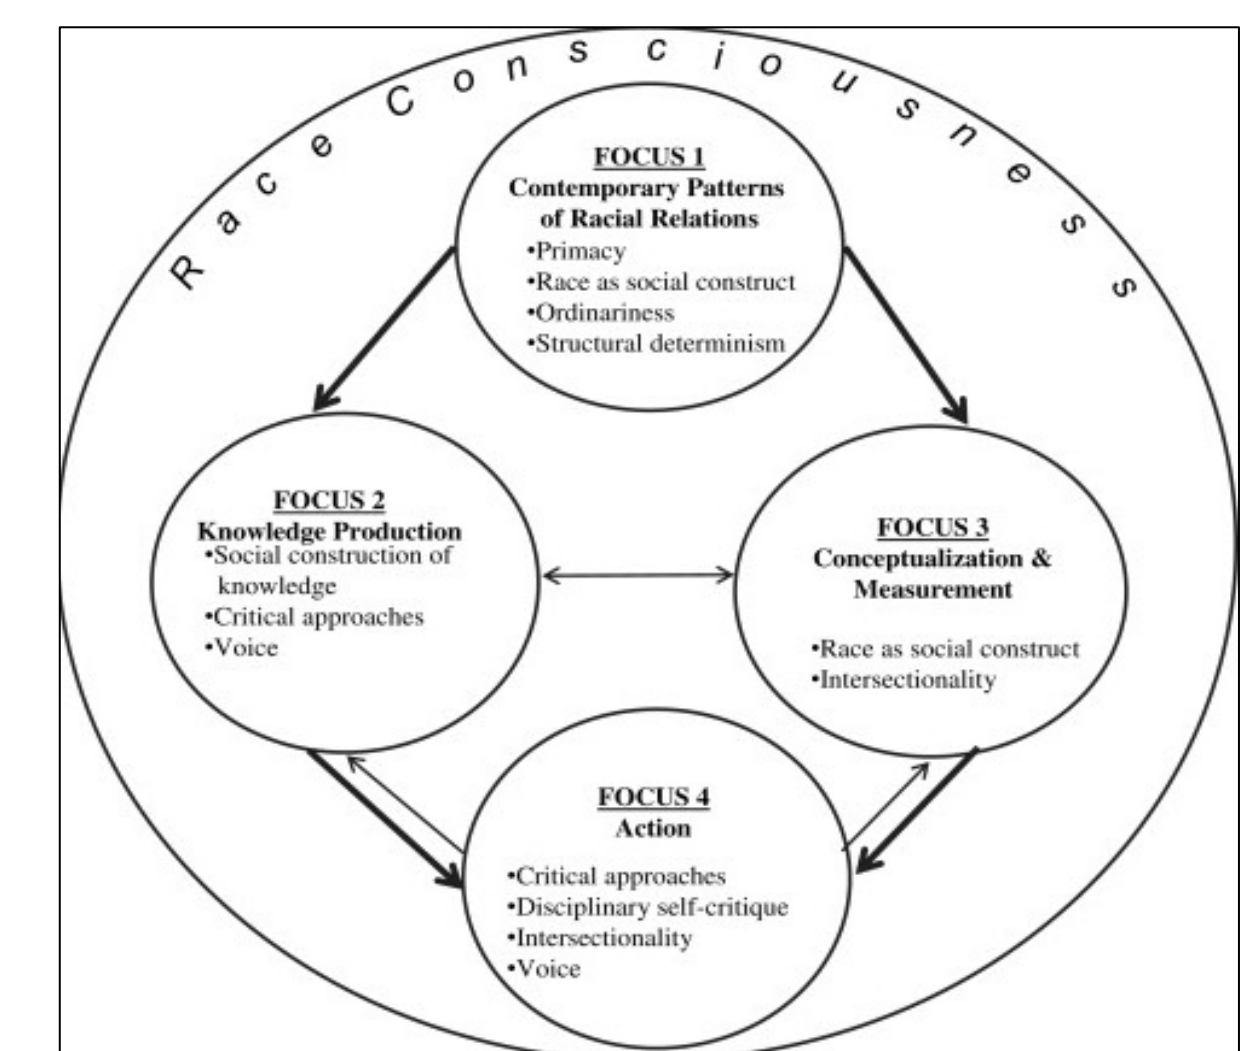 Race Consciousness
FOCUS 1
Contemporary Patterns
of Racial Relations
•Primacy
•Race as social construct
•Ordinariness
•Structural determinism
FOCUS 2
Knowledge Production
•Social construction of
knowledge
•Critical approaches
•Voice
FOCUS 3
Conceptualization &
Measurement
•Race as social construct
•Intersectionality
FOCUS 4
Action
•Critical approaches
•Disciplinary self-critique
•Intersectionality
•Voice